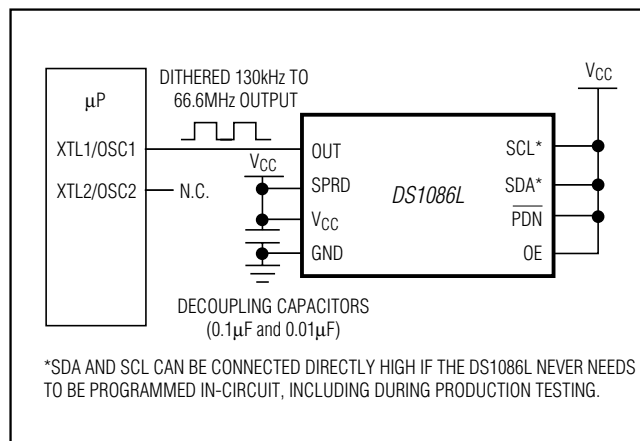 DITHERED 130kHz TO
66.6MHz OUTPUT
μP
XTL1/OSC1
XTL2/OSC2
N.C.
VCC
OUT
SPRD
VCC
GND
DS1086L
SCL*
SDA*
PDN
OE
VCC
DECOUPLING CAPACITORS
(0.1μF and 0.01μF)
*SDA AND SCL CAN BE CONNECTED DIRECTLY HIGH IF THE DS1086L NEVER NEEDS
TO BE PROGRAMMED IN-CIRCUIT, INCLUDING DURING PRODUCTION TESTING.